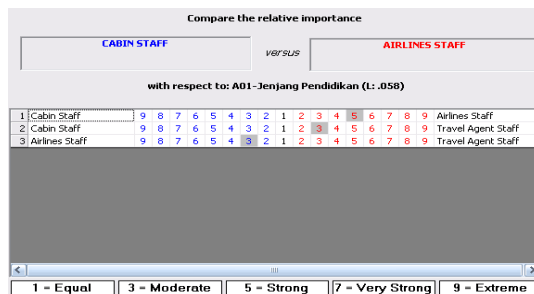 Compare the relative importance
CABIN STAFF
versus
AIRLINES STAFF
with respect to: A01-Jenjang Pendidikan (L: .058)
1 Cabin Staff 9 8 7 6 5 4 3 2 1 2 3 4 5 6 7 8 9 Airlines Staff
2 Cabin Staff 9 8 7 6 5 4 3 2 1 2 3 4 5 6 7 8 9 Travel Agent Staff
3 Airlines Staff 9 8 7 6 5 4 3 2 1 2 3 4 5 6 7 8 9 Travel Agent Staff
1 = Equal 3 = Moderate 5 = Strong 7 = Very Strong 9 = Extreme